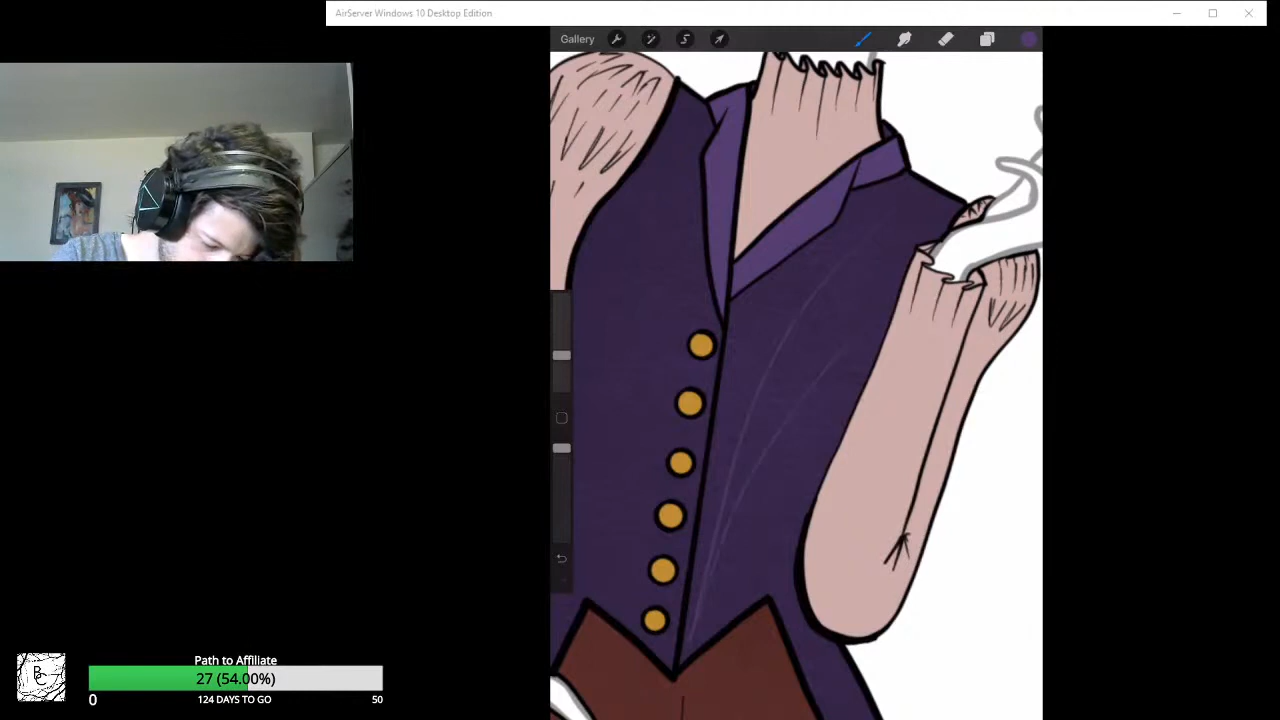 AirServer Windows 10 Desktop Edition
Gallery
Path to Affiliate
27 (54.00%)
0
124 DAYS TO GO
50